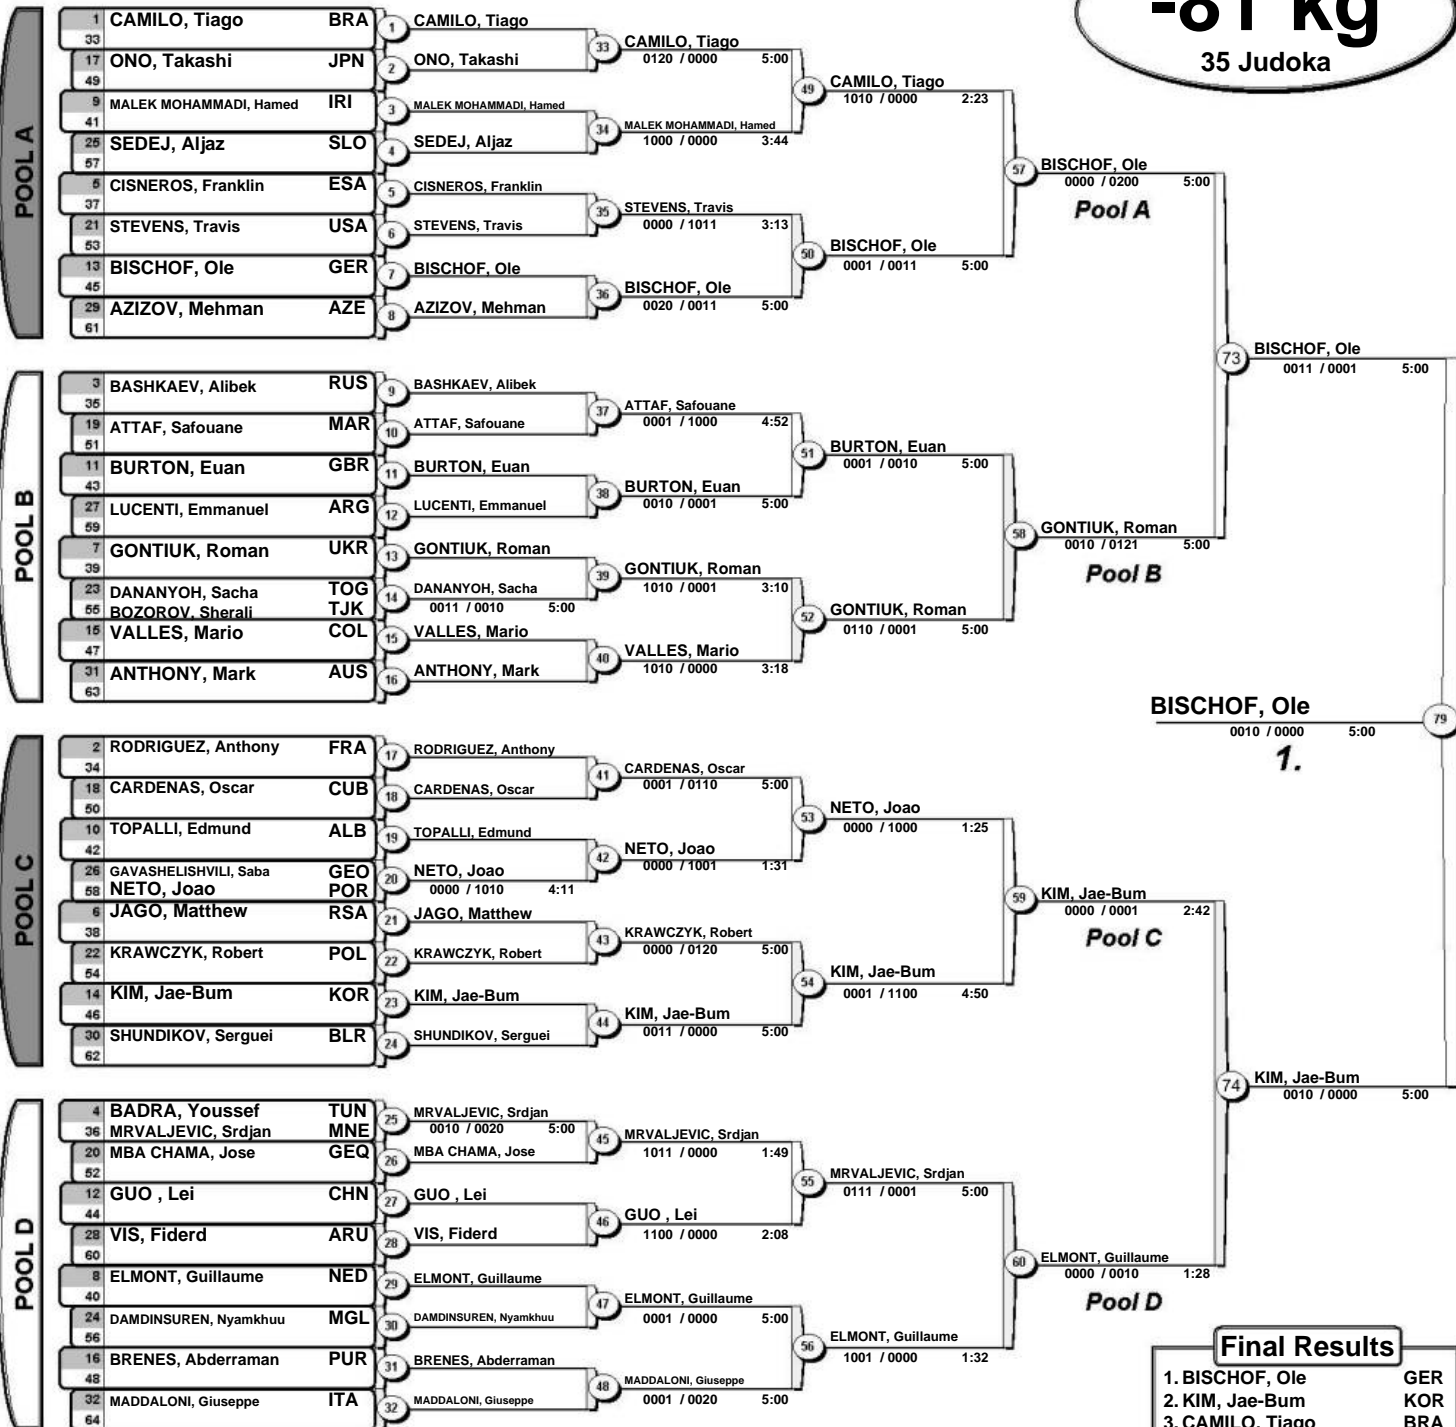 -81 kg
35 Judoka
POOL A
1 CAMILO, Tiago BRA
33
17 ONO, Takashi JPN
49
9 MALEK MOHAMMADI, Hamed IRI
41
25 SEDEJ, Aljaz SLO
57
5 CISNEROS, Franklin ESA
37
21 STEVENS, Travis USA
53
13 BISCHOF, Ole GER
45
29 AZIZOV, Mehman AZE
61
1 CAMILO, Tiago
2 ONO, Takashi
3 MALEK MOHAMMADI, Hamed
4 SEDEJ, Aljaz
5 CISNEROS, Franklin
6 STEVENS, Travis
7 BISCHOF, Ole
8 AZIZOV, Mehman
33 CAMILO, Tiago
0120 / 0000 5:00
34 MALEK MOHAMMADI, Hamed
1000 / 0000 3:44
35 STEVENS, Travis
0000 / 1011 3:13
36 BISCHOF, Ole
0020 / 0011 5:00
49 CAMILO, Tiago
1010 / 0000 2:23
50 BISCHOF, Ole
0001 / 0011 5:00
57 BISCHOF, Ole
0000 / 0200 5:00
Pool A
POOL B
3 BASHKAEV, Alibek RUS
35
19 ATTAF, Safouane MAR
51
11 BURTON, Euan GBR
43
27 LUCENTI, Emmanuel ARG
59
7 GONTIUK, Roman UKR
39
23 DANANYOH, Sacha TOG
55 BOZOROV, Sherali TJK
15 VALLES, Mario COL
47
31 ANTHONY, Mark AUS
63
9 BASHKAEV, Alibek
10 ATTAF, Safouane
11 BURTON, Euan
12 LUCENTI, Emmanuel
13 GONTIUK, Roman
14 DANANYOH, Sacha
0011 / 0010 5:00
15 VALLES, Mario
16 ANTHONY, Mark
37 ATTAF, Safouane
0001 / 1000 4:52
38 BURTON, Euan
0010 / 0001 5:00
39 GONTIUK, Roman
1010 / 0001 3:10
40 VALLES, Mario
1010 / 0000 3:18
51 BURTON, Euan
0001 / 0010 5:00
52 GONTIUK, Roman
0110 / 0001 5:00
58 GONTIUK, Roman
0010 / 0121 5:00
Pool B
73 BISCHOF, Ole
0011 / 0001 5:00
BISCHOF, Ole 79
0010 / 0000 5:00
1.
POOL C
2 RODRIGUEZ, Anthony FRA
34
18 CARDENAS, Oscar CUB
50
10 TOPALLI, Edmund ALB
42
26 GAVASHELISHVILI, Saba GEO
58 NETO, Joao POR
6 JAGO, Matthew RSA
38
22 KRAWCZYK, Robert POL
54
14 KIM, Jae-Bum KOR
46
30 SHUNDIKOV, Serguei BLR
62
17 RODRIGUEZ, Anthony
18 CARDENAS, Oscar
19 TOPALLI, Edmund
20 NETO, Joao
0000 / 1010 4:11
21 JAGO, Matthew
22 KRAWCZYK, Robert
23 KIM, Jae-Bum
24 SHUNDIKOV, Serguei
41 CARDENAS, Oscar
0001 / 0110 5:00
42 NETO, Joao
0000 / 1001 1:31
43 KRAWCZYK, Robert
0000 / 0120 5:00
44 KIM, Jae-Bum
0011 / 0000 5:00
53 NETO, Joao
0000 / 1000 1:25
54 KIM, Jae-Bum
0001 / 1100 4:50
59 KIM, Jae-Bum
0000 / 0001 2:42
Pool C
POOL D
4 BADRA, Youssef TUN
36 MRVALJEVIC, Srdjan MNE
20 MBA CHAMA, Jose GEQ
52
12 GUO , Lei CHN
44
28 VIS, Fiderd ARU
60
8 ELMONT, Guillaume NED
40
24 DAMDINSUREN, Nyamkhuu MGL
56
16 BRENES, Abderraman PUR
48
32 MADDALONI, Giuseppe ITA
64
25 MRVALJEVIC, Srdjan
0010 / 0020 5:00
26 MBA CHAMA, Jose
27 GUO , Lei
28 VIS, Fiderd
29 ELMONT, Guillaume
30 DAMDINSUREN, Nyamkhuu
31 BRENES, Abderraman
32 MADDALONI, Giuseppe
45 MRVALJEVIC, Srdjan
1011 / 0000 1:49
46 GUO , Lei
1100 / 0000 2:08
47 ELMONT, Guillaume
0001 / 0000 5:00
48 MADDALONI, Giuseppe
0001 / 0020 5:00
55 MRVALJEVIC, Srdjan
0111 / 0001 5:00
56 ELMONT, Guillaume
1001 / 0000 1:32
60 ELMONT, Guillaume
0000 / 0010 1:28
Pool D
74 KIM, Jae-Bum
0010 / 0000 5:00
Final Results
1. BISCHOF, Ole GER
2. KIM, Jae-Bum KOR
3. CAMILO, Tiago BRA